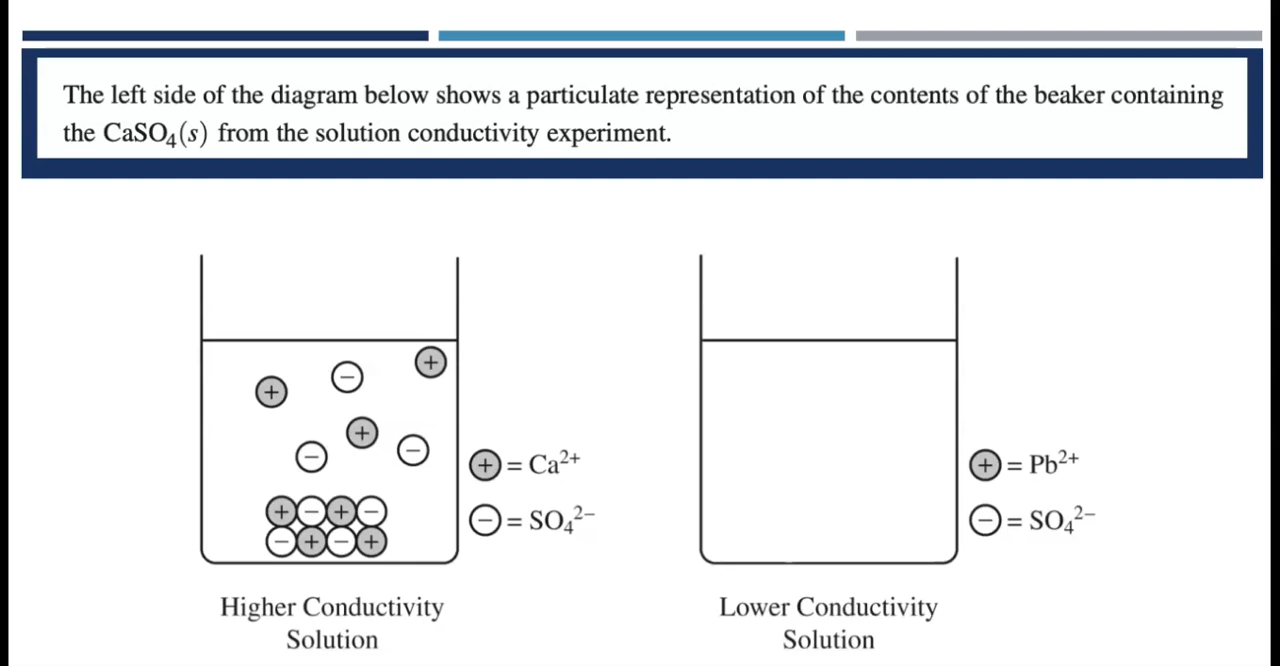 The left side of the diagram below shows a particulate representation of the contents of the beaker containing
the CaSO₄(s) from the solution conductivity experiment.
+ − +
+ − −
+ − + −
− + − +
+ = Ca²⁺
− = SO₄²⁻
Higher Conductivity
Solution
+ = Pb²⁺
− = SO₄²⁻
Lower Conductivity
Solution